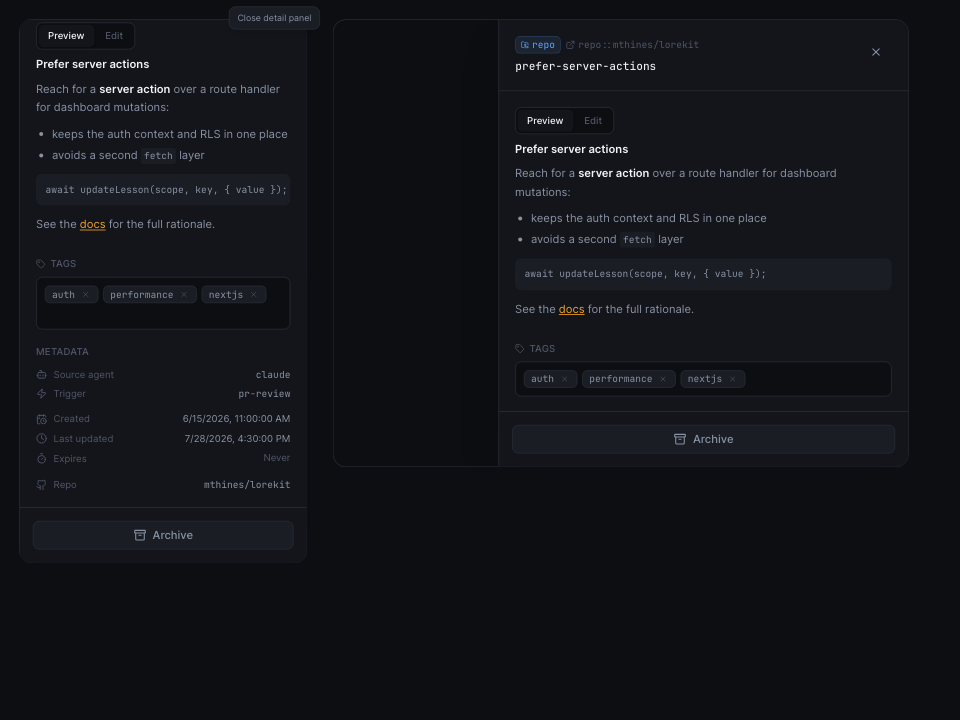 Close detail panel
Preview Edit
Prefer server actions
Reach for a server action over a route handler
for dashboard mutations:
• keeps the auth context and RLS in one place
• avoids a second fetch layer
await updateLesson(scope, key, { value });
See the docs for the full rationale.
TAGS
auth × performance × nextjs ×
METADATA
Source agent claude
Trigger pr-review
Created 6/15/2026, 11:00:00 AM
Last updated 7/28/2026, 4:30:00 PM
Expires Never
Repo mthines/lorekit
Archive
repo repo::mthines/lorekit
prefer-server-actions
Preview Edit
Prefer server actions
Reach for a server action over a route handler for dashboard
mutations:
• keeps the auth context and RLS in one place
• avoids a second fetch layer
await updateLesson(scope, key, { value });
See the docs for the full rationale.
TAGS
auth × performance × nextjs ×
Archive